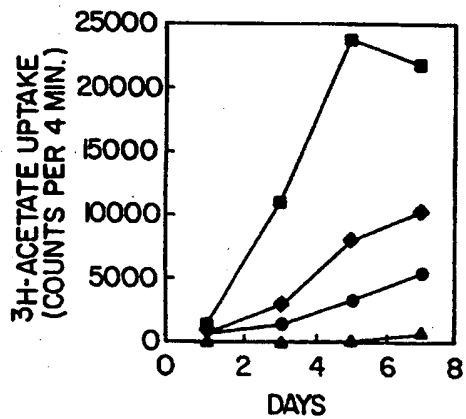 3H-ACETATE UPTAKE
(COUNTS PER 4 MIN.)
25000
20000
15000
10000
5000
0
0 2 4 6 8
DAYS